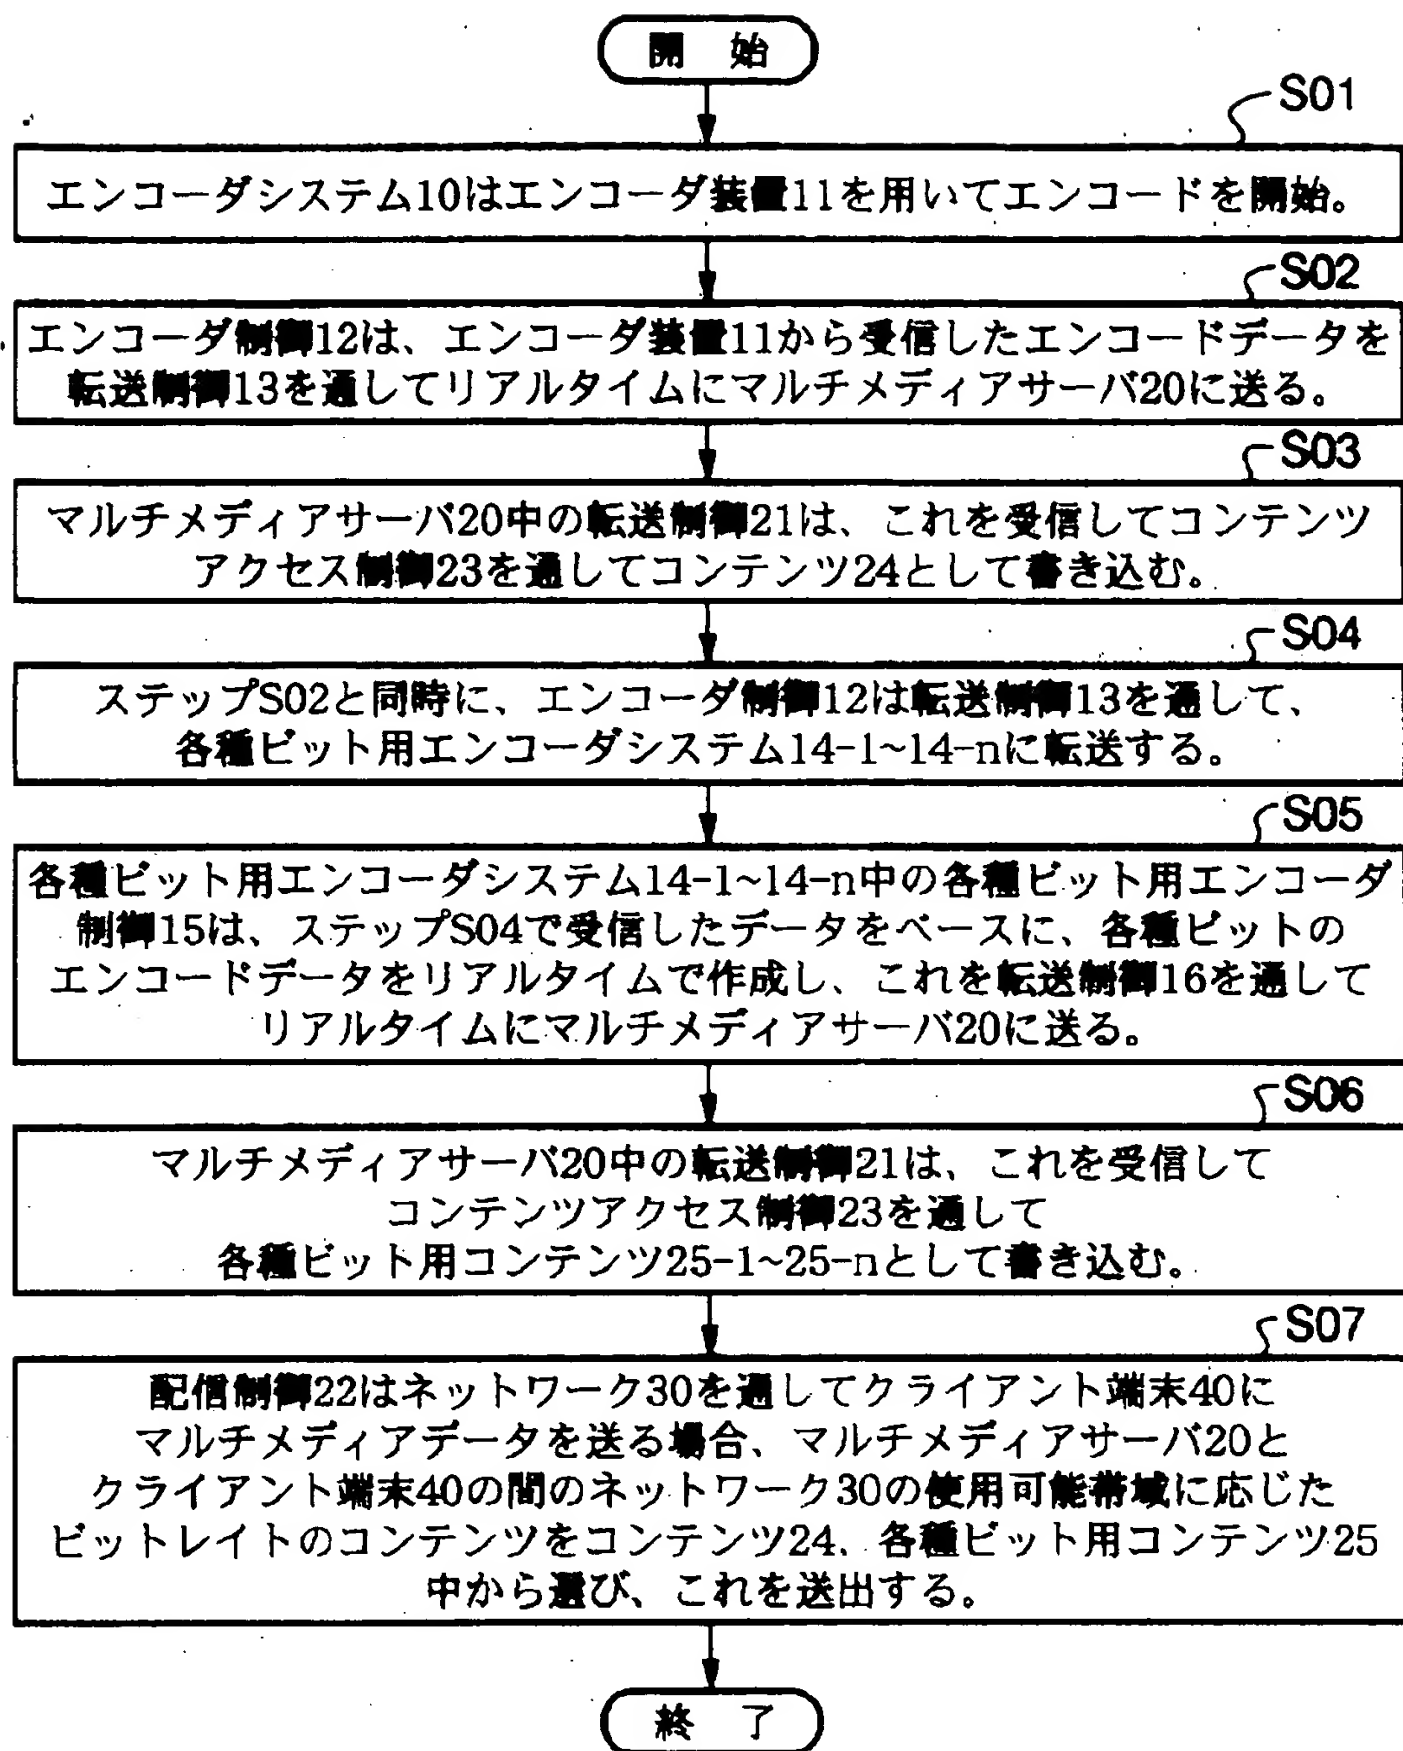 開 始
S01
エンコーダシステム10はエンコーダ装置11を用いてエンコードを開始。
S02
エンコーダ制御12は、エンコーダ装置11から受信したエンコードデータを
転送制御13を通してリアルタイムにマルチメディアサーバ20に送る。
S03
マルチメディアサーバ20中の転送制御21は、これを受信してコンテンツ
アクセス制御23を通してコンテンツ24として書き込む。
S04
ステップS02と同時に、エンコーダ制御12は転送制御13を通して、
各種ビット用エンコーダシステム14-1~14-nに転送する。
S05
各種ビット用エンコーダシステム14-1~14-n中の各種ビット用エンコーダ
制御15は、ステップS04で受信したデータをベースに、各種ビットの
エンコードデータをリアルタイムで作成し、これを転送制御16を通して
リアルタイムにマルチメディアサーバ20に送る。
S06
マルチメディアサーバ20中の転送制御21は、これを受信して
コンテンツアクセス制御23を通して
各種ビット用コンテンツ25-1~25-nとして書き込む。
S07
配信制御22はネットワーク30を通してクライアント端末40に
マルチメディアデータを送る場合、マルチメディアサーバ20と
クライアント端末40の間のネットワーク30の使用可能帯域に応じた
ビットレイトのコンテンツをコンテンツ24、各種ビット用コンテンツ25
中から選び、これを送出する。
終 了